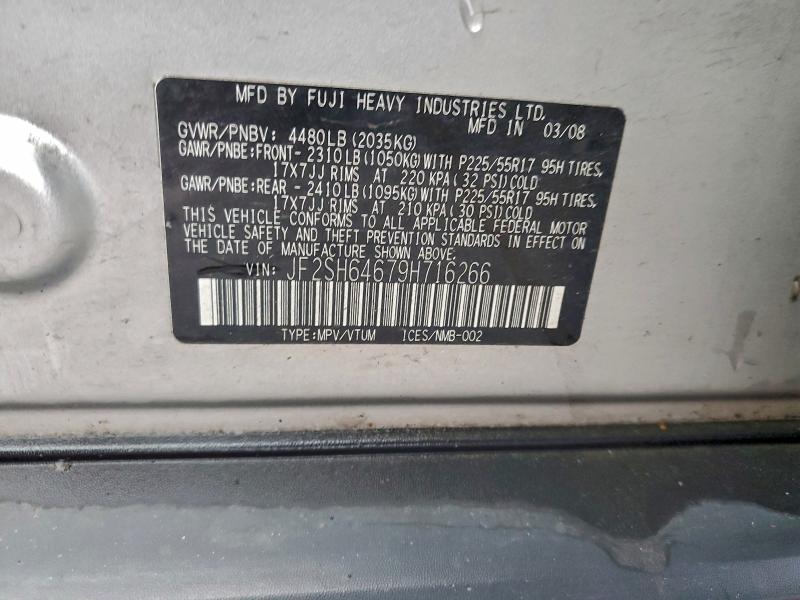 MFD BY FUJI HEAVY INDUSTRIES LTD.
MFD IN 03/08
GVWR/PNBV: 4480LB (2035KG)
GAWR/PNBE:FRONT- 2310LB (1050KG)WITH P225/55R17 95H TIRES,
17X7JJ RIMS AT 220 KPA (32 PSI)COLD
GAWR/PNBE:REAR - 2410LB (1095KG)WITH P225/55R17 95H TIRES,
17X7JJ RIMS AT 210 KPA (30 PSI)COLD
THIS VEHICLE CONFORMS TO ALL APPLICABLE FEDERAL MOTOR
VEHICLE SAFETY AND THEFT PREVENTION STANDARDS IN EFFECT ON
THE DATE OF MANUFACTURE SHOWN ABOVE.
VIN: JF2SH64679H716266
TYPE:MPV/VTUM ICES/NMB-002